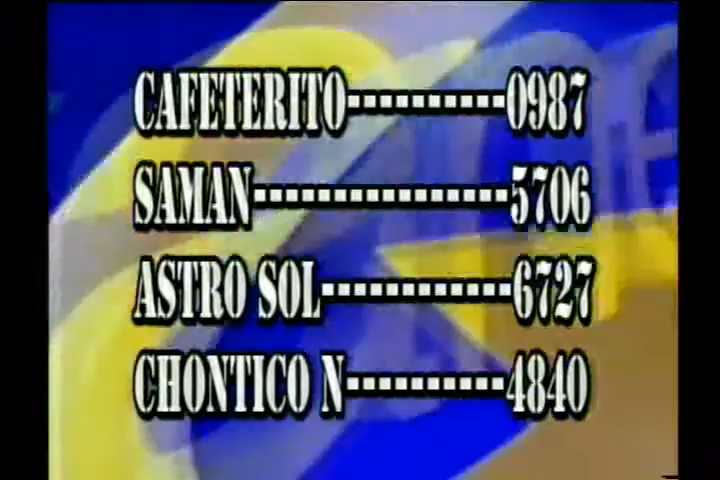 CAFETERITO----------0987
SAMAN----------------5706
ASTRO SOL------------6727
CHONTICO N----------4840